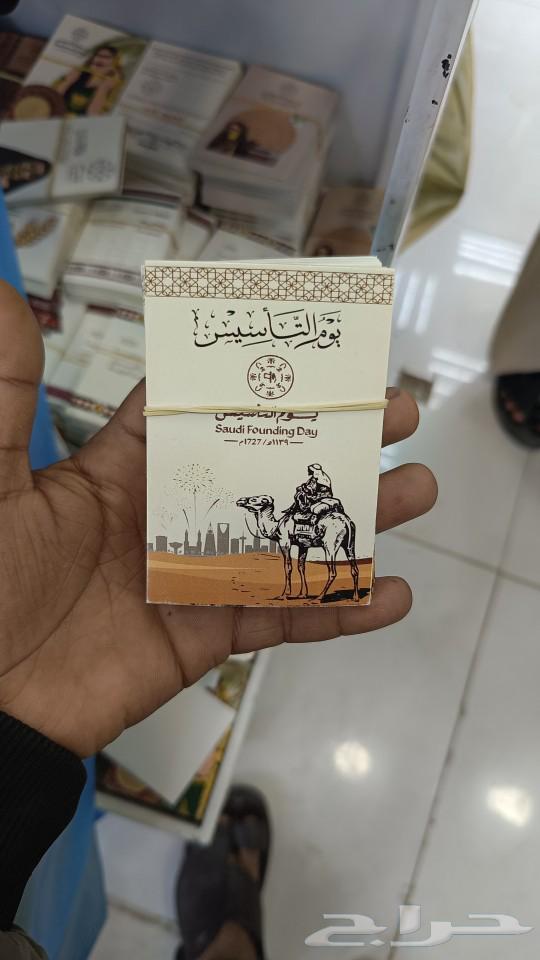 يوم التأسيس
يوم التأسيس
Saudi Founding Day
١١٣٩هـ/1727م
حراج